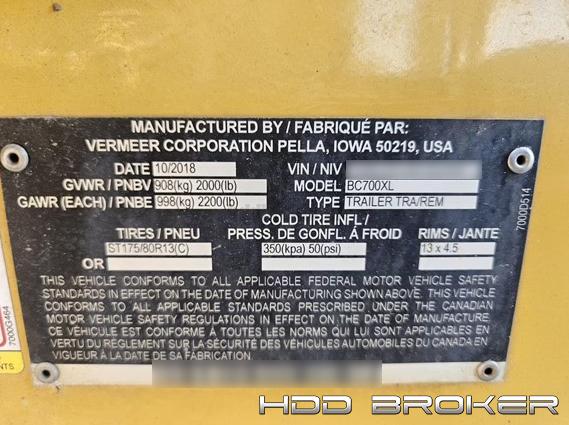 MANUFACTURED BY / FABRIQUÉ PAR:
VERMEER CORPORATION PELLA, IOWA 50219, USA
DATE 10/2018 VIN / NIV
GVWR / PNBV 908(kg) 2000(lb) MODEL BC700XL
GAWR (EACH) / PNBE 998(kg) 2200(lb) TYPE TRAILER TRA/REM
COLD TIRE INFL /
TIRES / PNEU PRESS. DE GONFL. Á FROID RIMS / JANTE
ST175/80R13(C) 350(kpa) 50(psi) 13 x 4.5
OR
THIS VEHICLE CONFORMS TO ALL APPLICABLE FEDERAL MOTOR VEHICLE SAFETY
STANDARDS IN EFFECT ON THE DATE OF MANUFACTURING SHOWN ABOVE. THIS VEHICLE
CONFORMS TO ALL APPLICABLE STANDARDS PRESCRIBED UNDER THE CANADIAN
MOTOR VEHICLE SAFETY REGULATIONS IN EFFECT ON THE DATE OF MANUFACTURE /
CE VÉHICULE EST CONFORME À TOUTES LES NORMS QUI LUI SONT APPLICABLES EN
VERTU DU RÈGLEMENT SUR LA SÉCURITÉ DES VÉHICULES AUTOMOBILES DU CANADA EN
VIGUEUR À LA DATE DE SA FABRICATION.
7000D514
7000G464
NTS
HDD BROKER